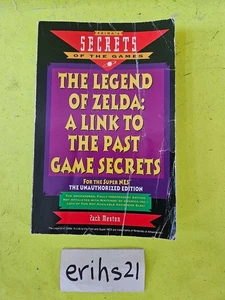 SECRETS
OF THE GAMES
THE LEGEND
OF ZELDA:
A LINK TO
THE PAST
GAME SECRETS
FOR THE SUPER NES
THE UNAUTHORIZED EDITION
Zach Meston
erihs21